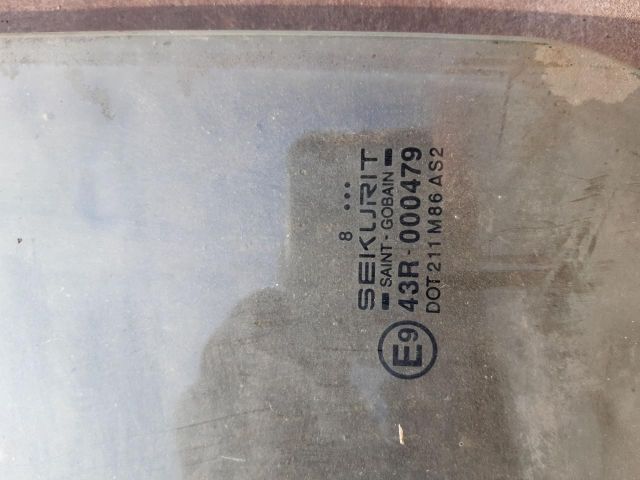 8 ...
SEKURIT
SAINT - GOBAIN
E9 43R - 000479
DOT 211 M86 AS2